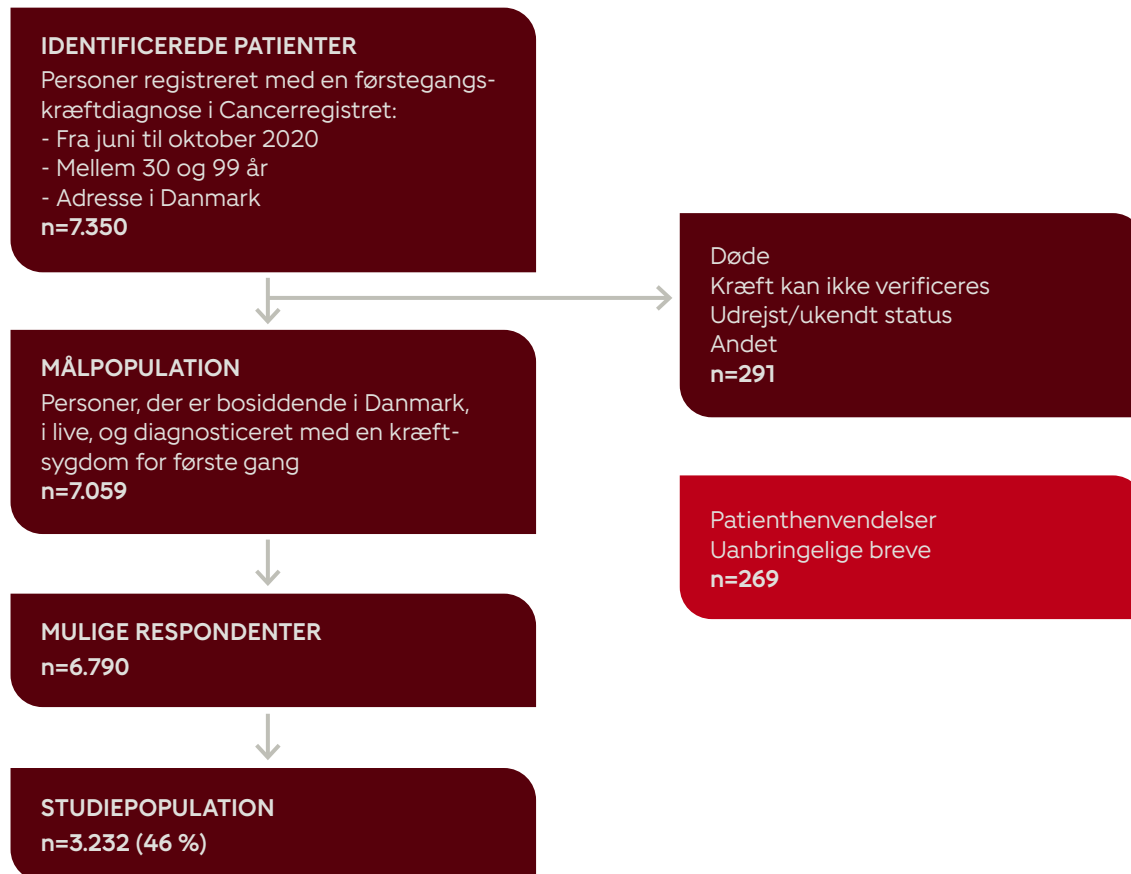 IDENTIFICEREDE PATIENTER
Personer registreret med en førstegangs-
kræftdiagnose i Cancerregistret:
- Fra juni til oktober 2020
- Mellem 30 og 99 år
- Adresse i Danmark
n=7.350
Døde
Kræft kan ikke verificeres
Udrejst/ukendt status
Andet
n=291
MÅLPOPULATION
Personer, der er bosiddende i Danmark,
i live, og diagnosticeret med en kræft-
sygdom for første gang
n=7.059
Patienthenvendelser
Uanbringelige breve
n=269
MULIGE RESPONDENTER
n=6.790
STUDIEPOPULATION
n=3.232 (46 %)